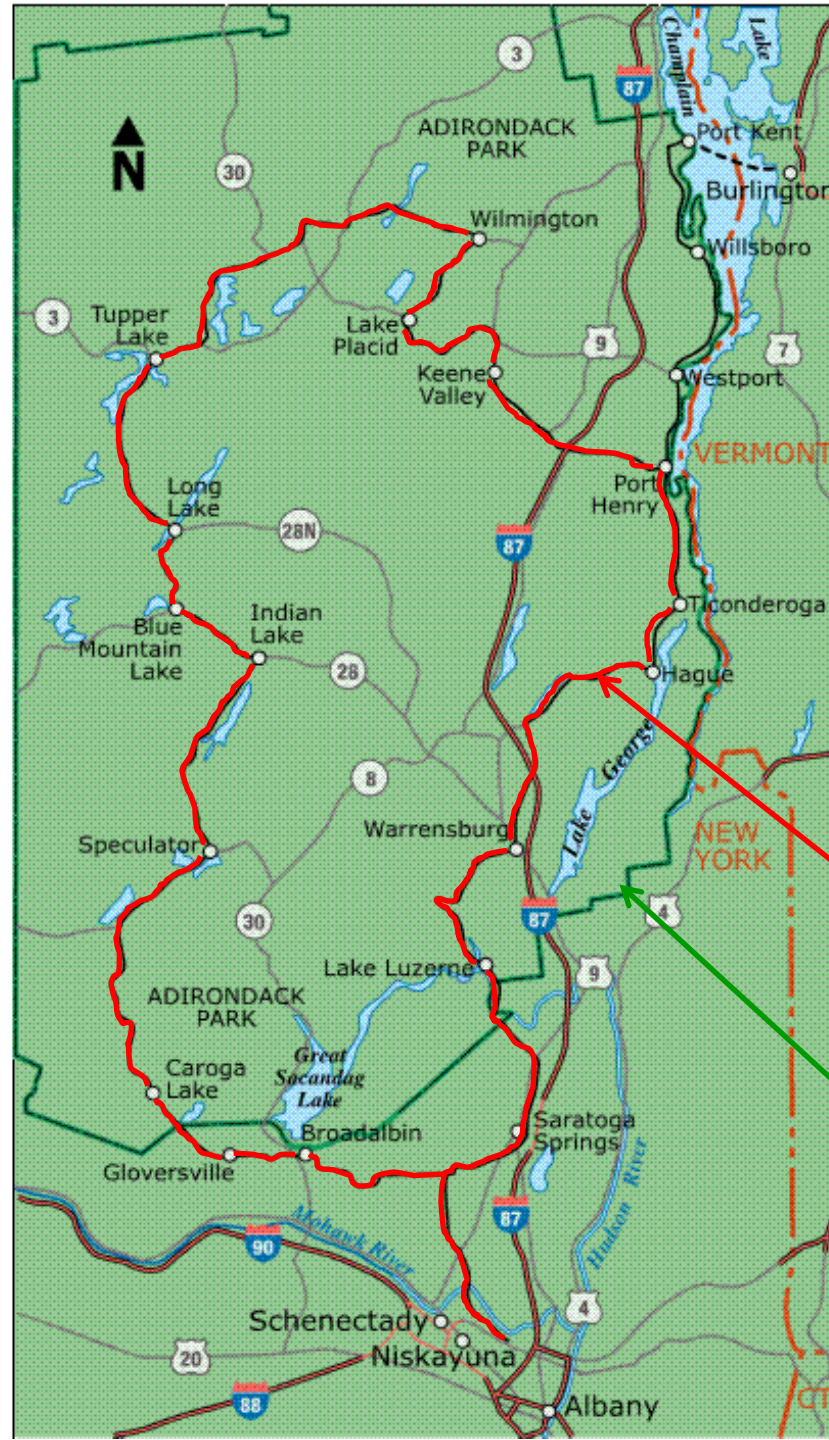 Lake
Champlain
Lake
3
87
ADIRONDACK
PARK
Port Kent
N
30
Burlington
Wilmington
Willsboro
3
Tupper
Lake
Lake
Placid
9
7
Keene
Valley
Westport
VERMONT
Port
Henry
Long
Lake
28N
87
Ticonderoga
Blue
Mountain
Lake
Indian
Lake
28
Hague
Lake George
8
Warrensburg
NEW
YORK
Speculator
30
87
4
Lake Luzerne
9
ADIRONDACK
PARK
Great
Sacandag
Lake
Caroga
Lake
Saratoga
Springs
Broadalbin
Gloversville
Hudson River
87
Mohawk River
90
4
Schenectady
Niskayuna
20
88
Albany
CT